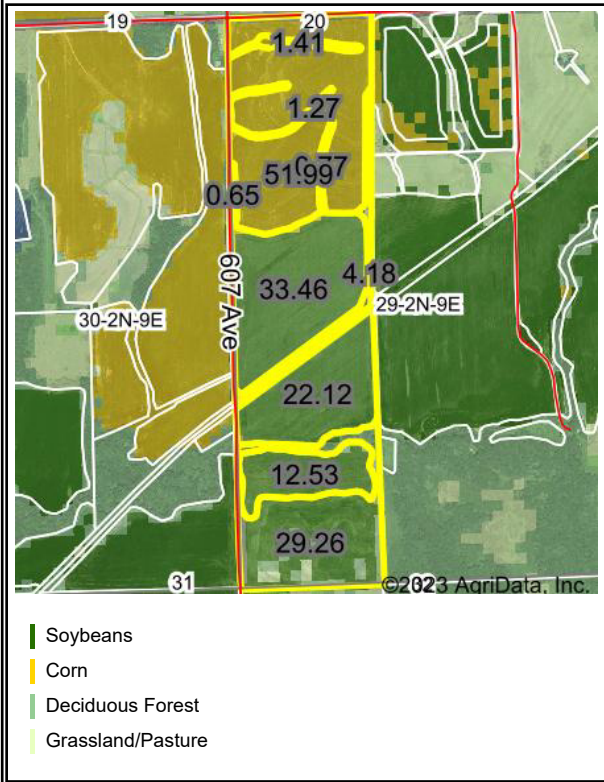 19
20
1.41
1.27
51.99
0.65
607 Ave
4.18
33.46
30-2N-9E
29-2N-9E
22.12
12.53
29.26
31
©2023 AgriData, Inc.
Soybeans
Corn
Deciduous Forest
Grassland/Pasture